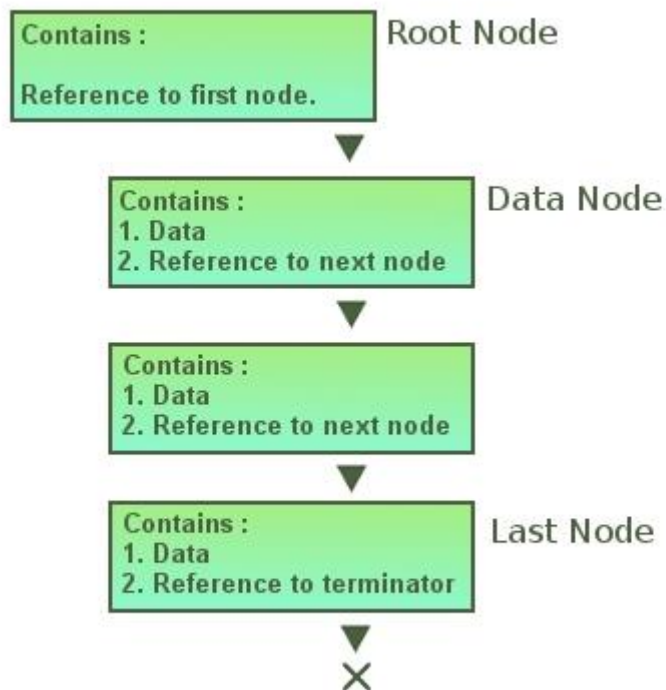 Contains :
Root Node
Reference to first node.
Contains :
Data Node
1. Data
2. Reference to next node
Contains :
1. Data
2. Reference to next node
Contains :
Last Node
1. Data
2. Reference to terminator